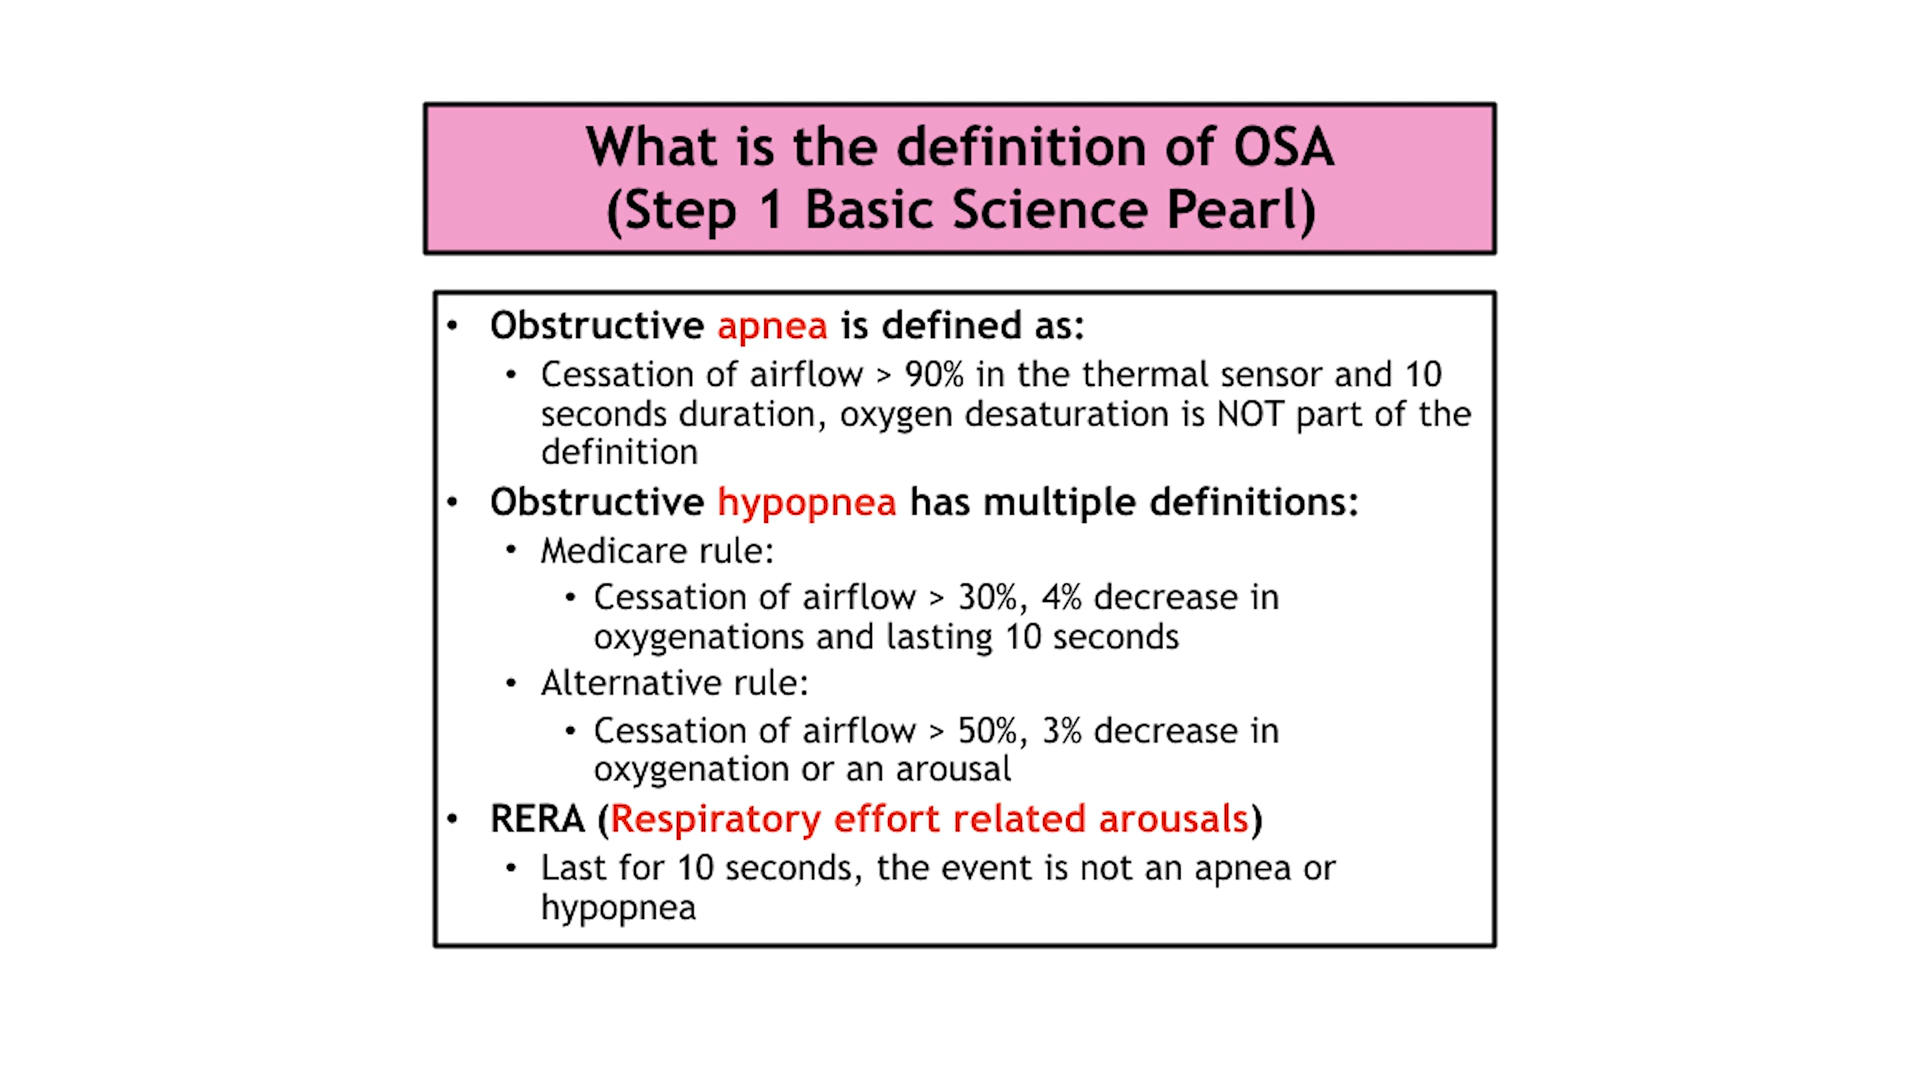 What is the definition of OSA
(Step 1 Basic Science Pearl)
• Obstructive apnea is defined as:
• Cessation of airflow > 90% in the thermal sensor and 10
seconds duration, oxygen desaturation is NOT part of the
definition
• Obstructive hypopnea has multiple definitions:
• Medicare rule:
• Cessation of airflow > 30%, 4% decrease in
oxygenations and lasting 10 seconds
• Alternative rule:
• Cessation of airflow > 50%, 3% decrease in
oxygenation or an arousal
• RERA (Respiratory effort related arousals)
• Last for 10 seconds, the event is not an apnea or
hypopnea